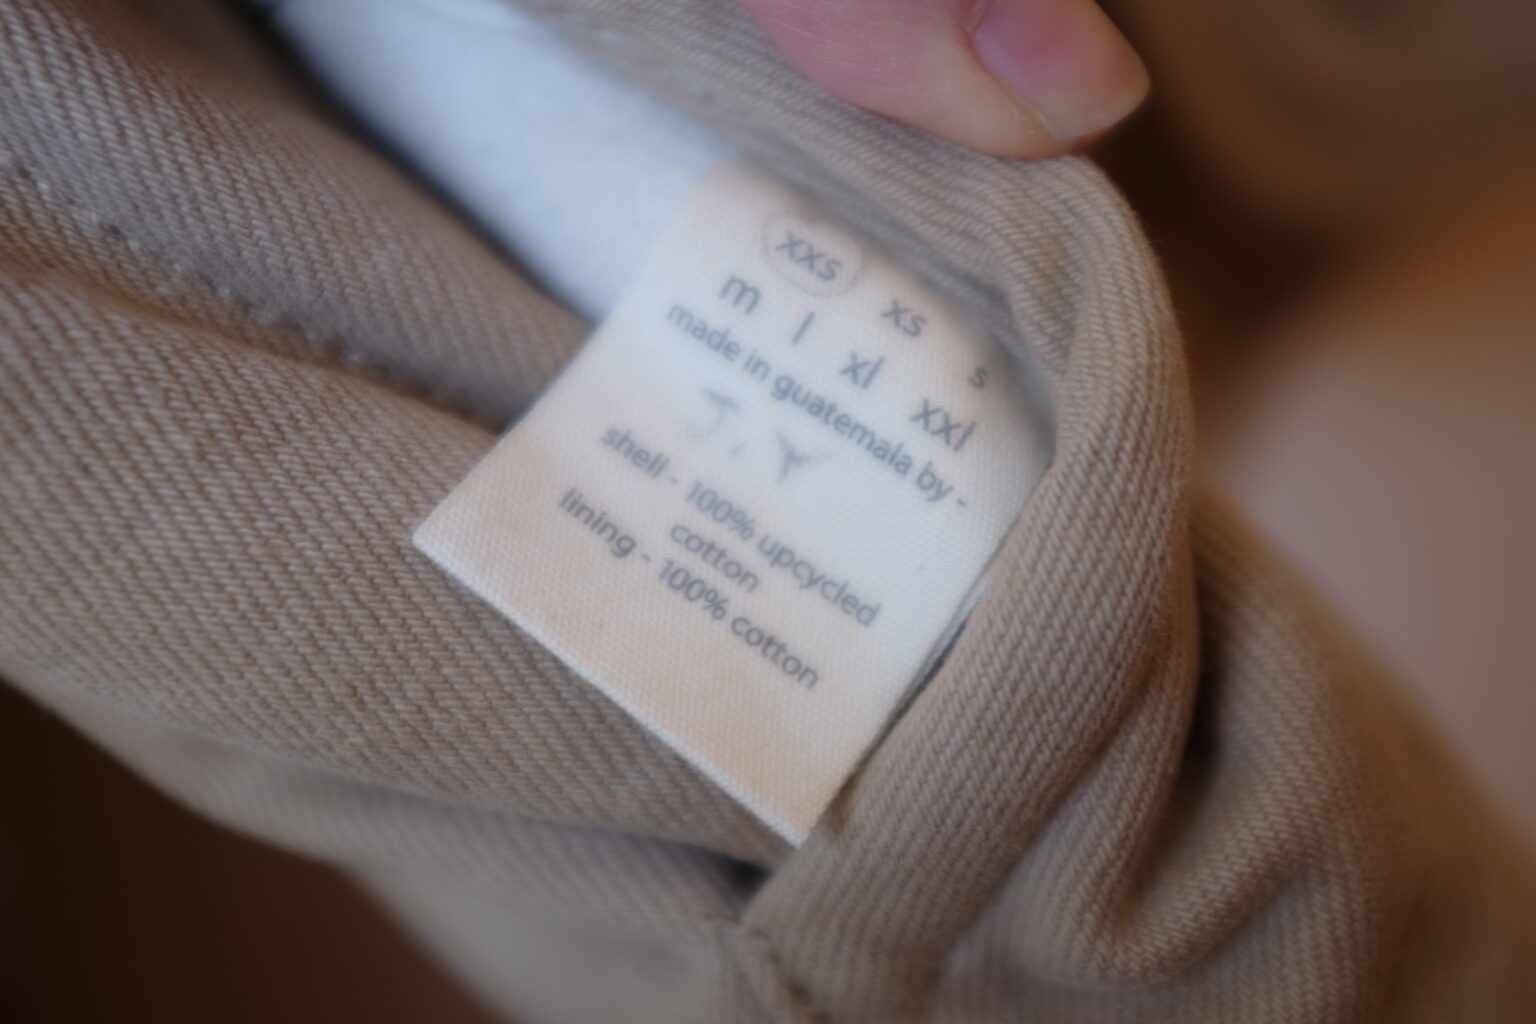 xxs xs s
m l xl xxl
made in guatemala by -
J.Y
shell - 100% upcycled
cotton
lining - 100% cotton